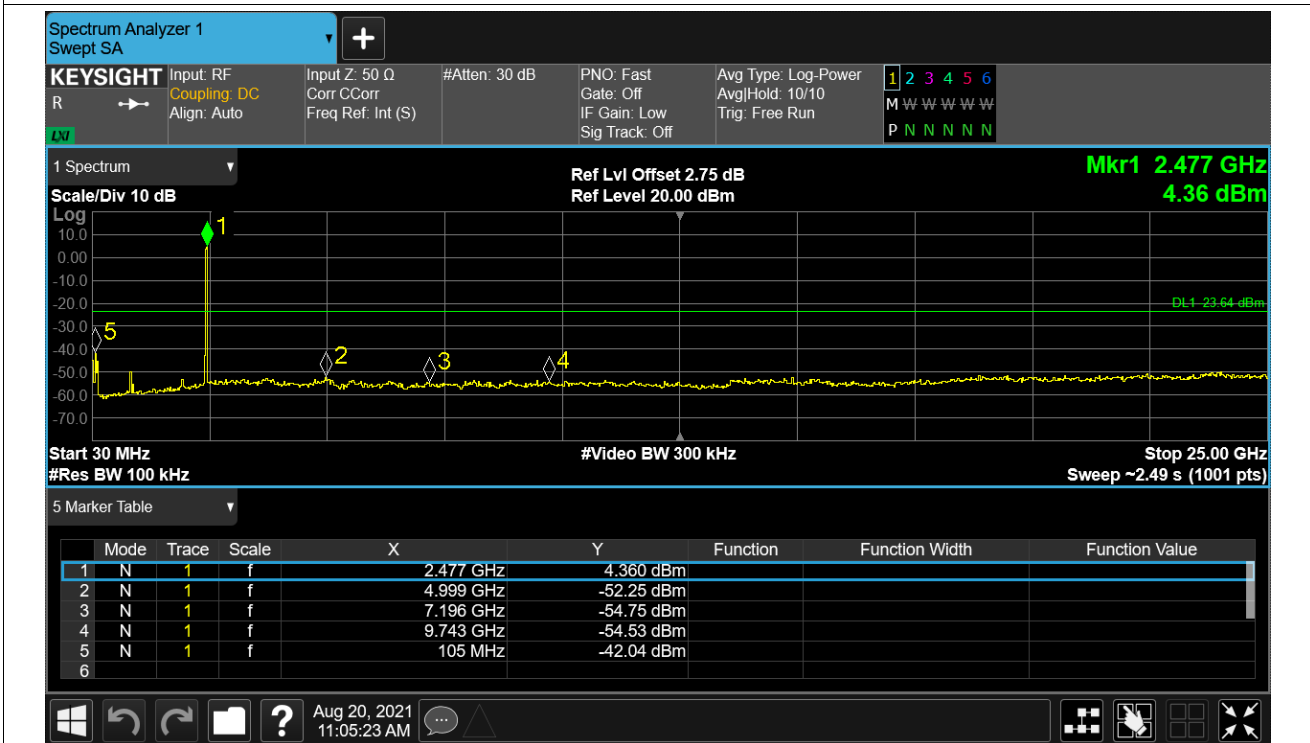 Spectrum Analyzer 1
Swept SA
+
KEYSIGHT
R
LXI
Input: RF
Coupling: DC
Align: Auto
Input Z: 50 Ω
Corr CCorr
Freq Ref: Int (S)
#Atten: 30 dB
PNO: Fast
Gate: Off
IF Gain: Low
Sig Track: Off
Avg Type: Log-Power
Avg|Hold: 10/10
Trig: Free Run
1 2 3 4 5 6
M W W W W W
P N N N N N
1 Spectrum
Scale/Div 10 dB
Ref Lvl Offset 2.75 dB
Ref Level 20.00 dBm
Mkr1 2.477 GHz
4.36 dBm
Log
10.0
0.00
-10.0
-20.0
-30.0
-40.0
-50.0
-60.0
-70.0
1
5
2
3
4
DL1 -23.64 dBm
Start 30 MHz
#Video BW 300 kHz
Stop 25.00 GHz
#Res BW 100 kHz
Sweep ~2.49 s (1001 pts)
5 Marker Table
Mode Trace Scale X Y Function Function Width Function Value
1 N 1 f 2.477 GHz 4.360 dBm
2 N 1 f 4.999 GHz -52.25 dBm
3 N 1 f 7.196 GHz -54.75 dBm
4 N 1 f 9.743 GHz -54.53 dBm
5 N 1 f 105 MHz -42.04 dBm
6
?
Aug 20, 2021
11:05:23 AM